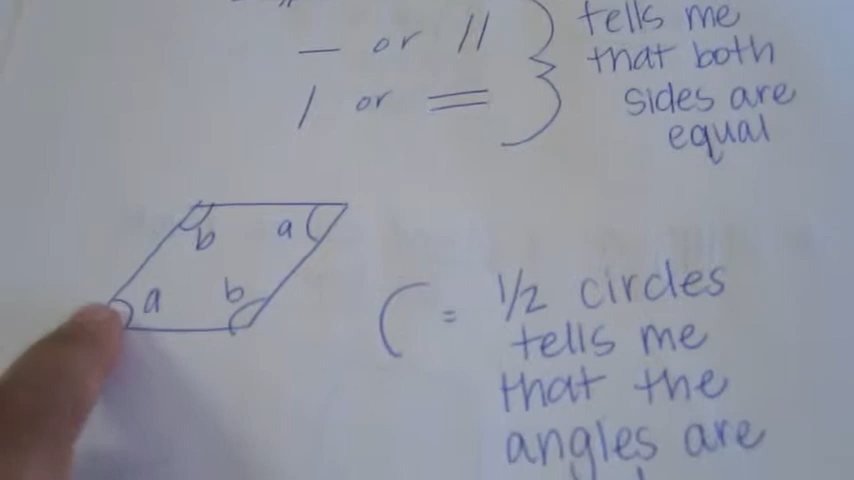 — or //
/ or =
tells me
that both
sides are
equal
b
a
a
b
( = 1/2 circles
tells me
that the
angles are